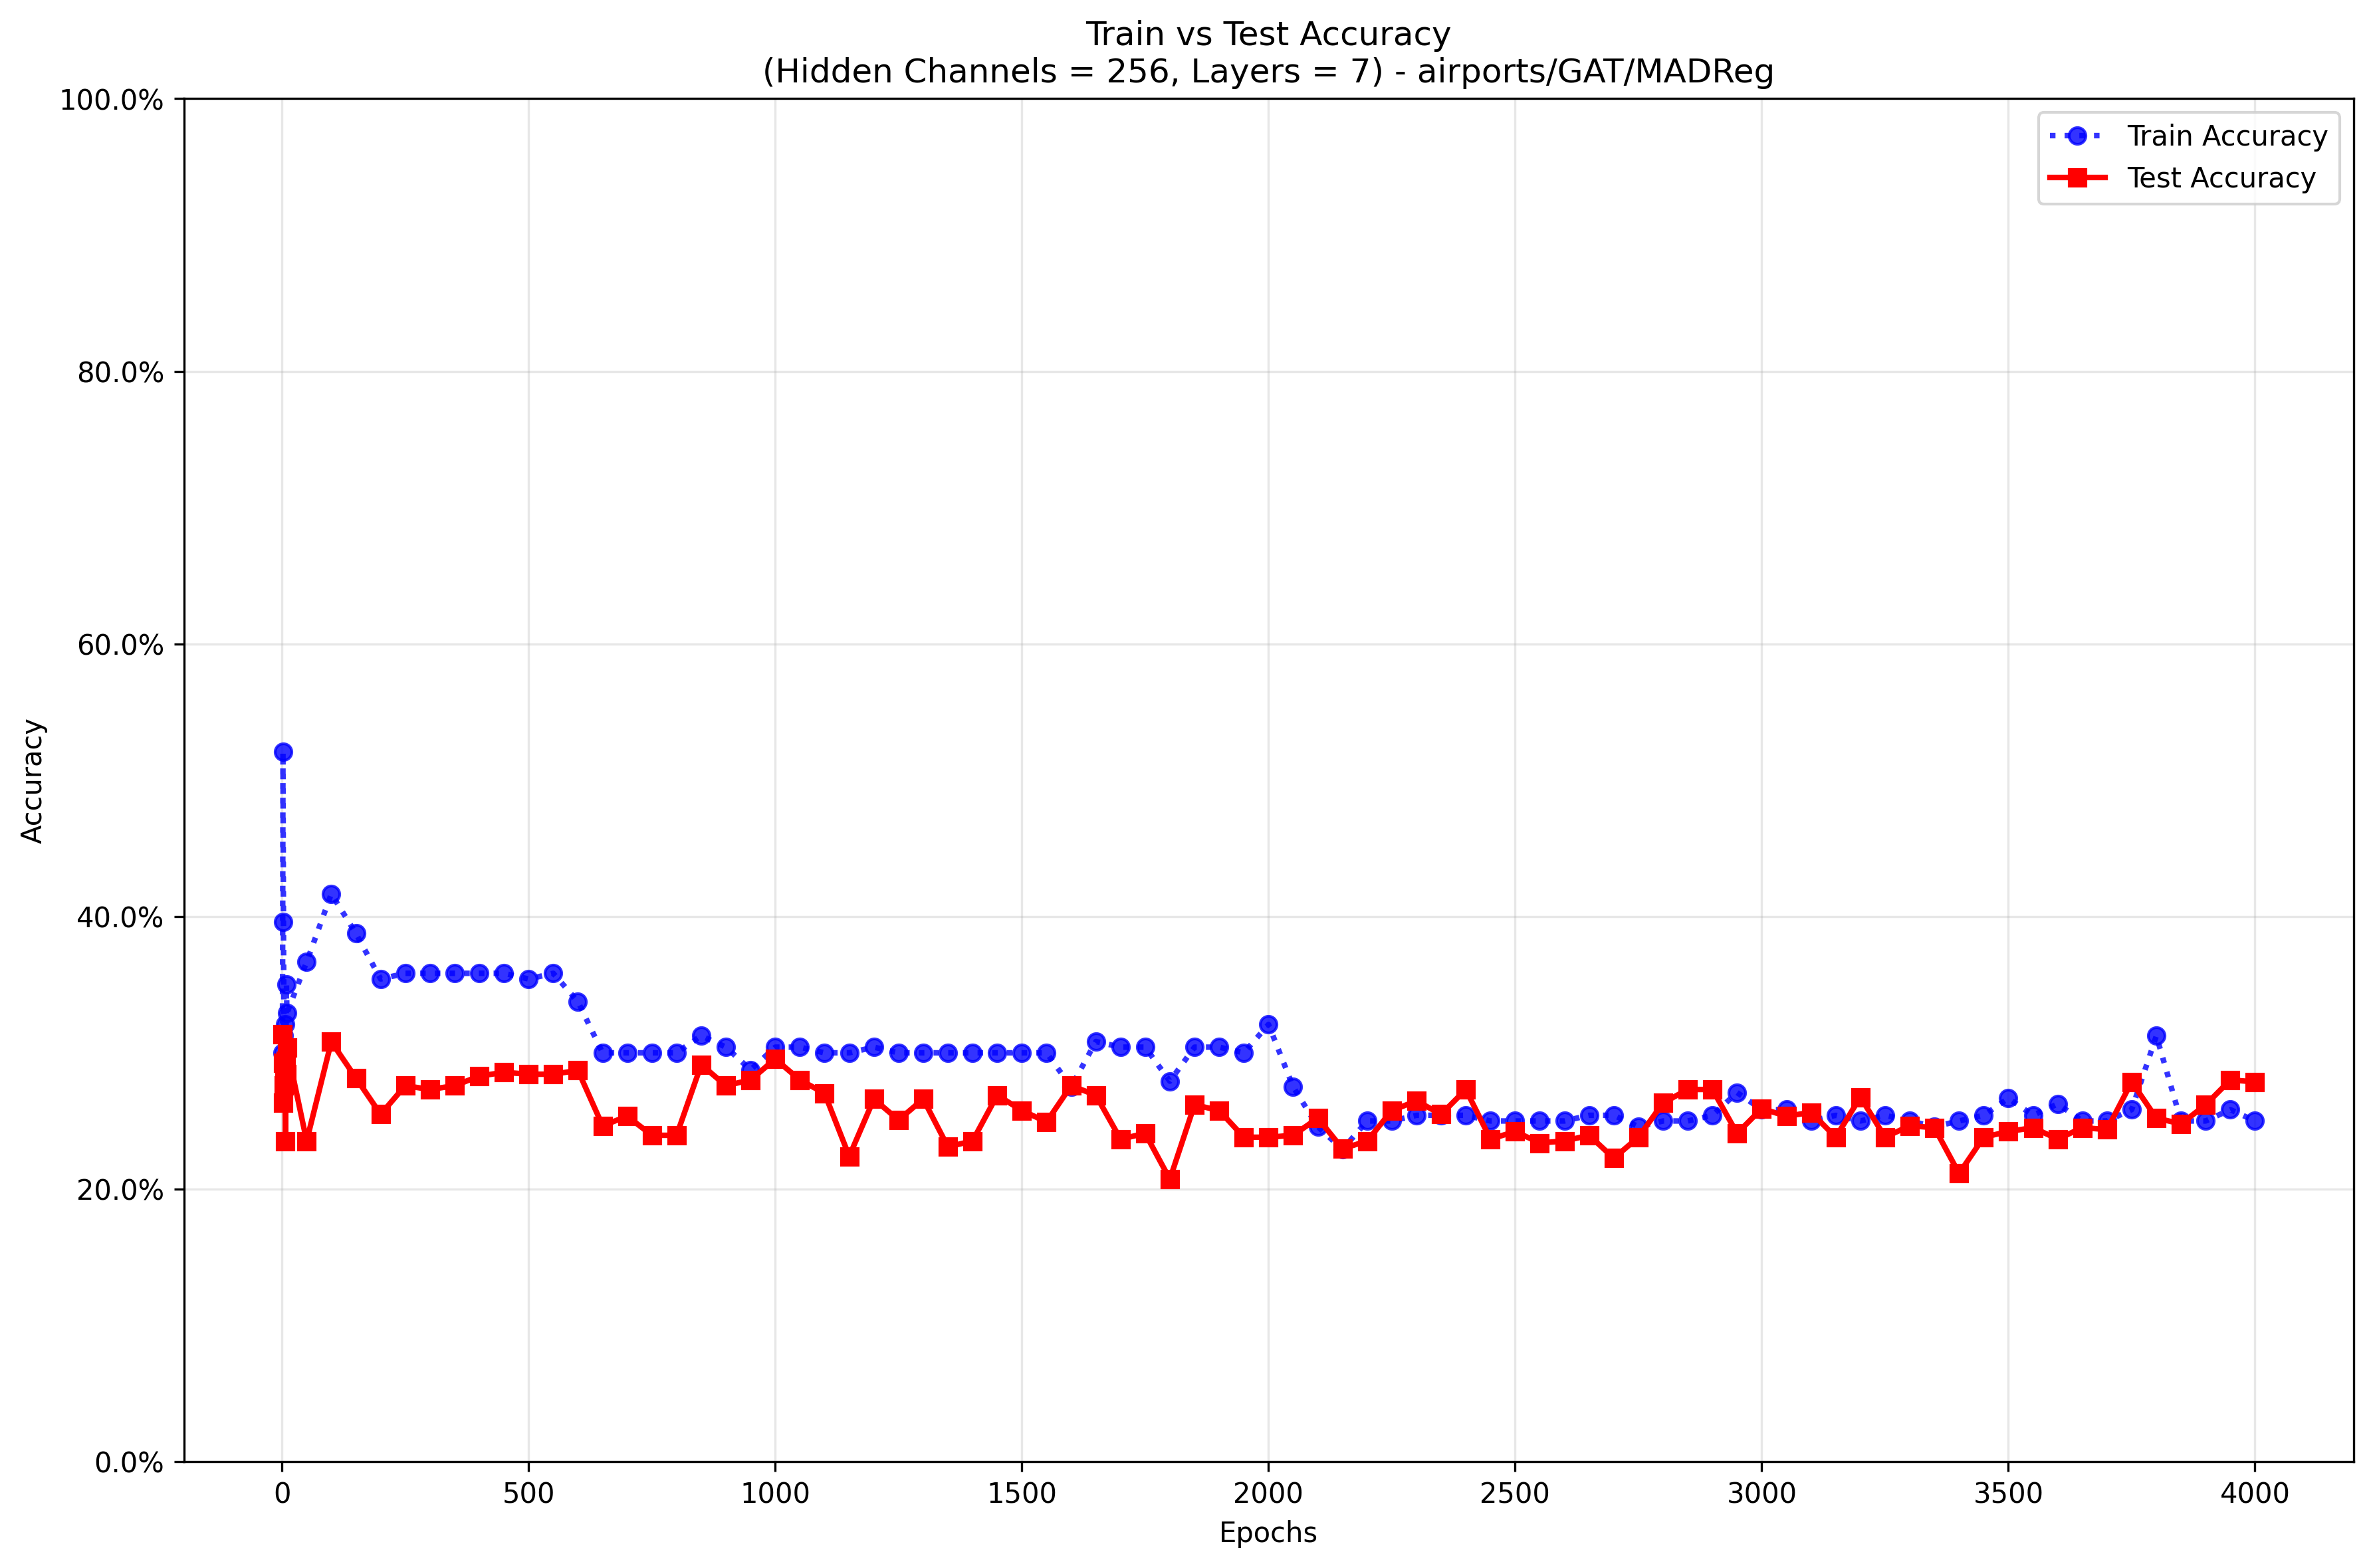 Train vs Test Accuracy
(Hidden Channels = 256, Layers = 7) - airports/GAT/MADReg
100.0%
80.0%
60.0%
40.0%
20.0%
0.0%
Accuracy
Train Accuracy
Test Accuracy
0 500 1000 1500 2000 2500 3000 3500 4000
Epochs